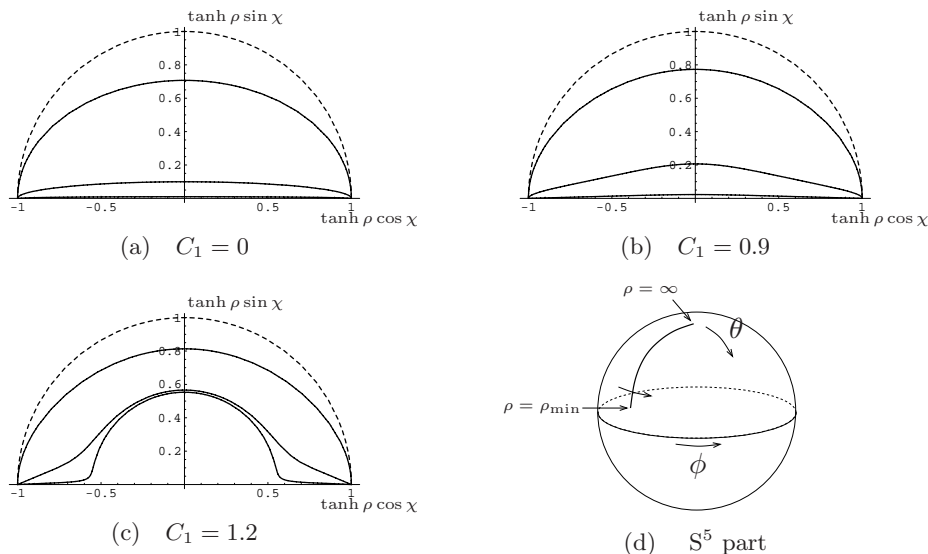 tanh ρ sin χ
1
0.8
0.6
0.4
0.2
-1
-0.5
0.5
1
tanh ρ cos χ
(a) C₁ = 0
tanh ρ sin χ
1
0.8
0.6
0.4
0.2
-1
-0.5
0.5
1
tanh ρ cos χ
(b) C₁ = 0.9
tanh ρ sin χ
1
0.8
0.6
0.4
0.2
-1
-0.5
0.5
1
tanh ρ cos χ
(c) C₁ = 1.2
ρ = ∞
θ
ρ = ρmin
ϕ
(d) S⁵ part